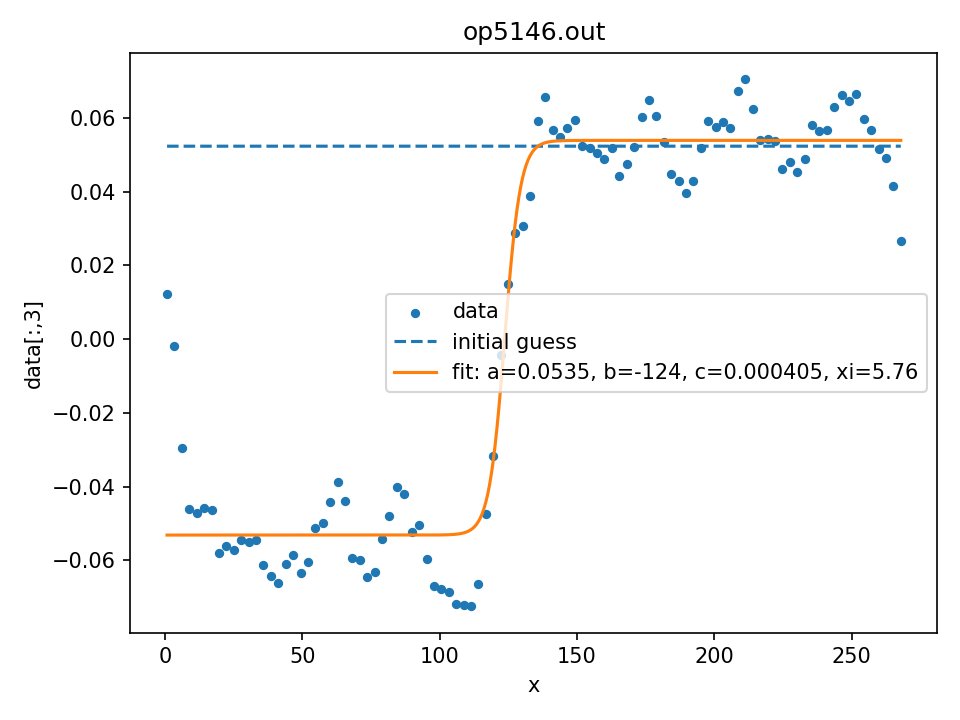 op5146.out
data[:,3]
0.06
0.04
0.02
0.00
−0.02
−0.04
−0.06
data
initial guess
fit: a=0.0535, b=-124, c=0.000405, xi=5.76
0 50 100 150 200 250
x